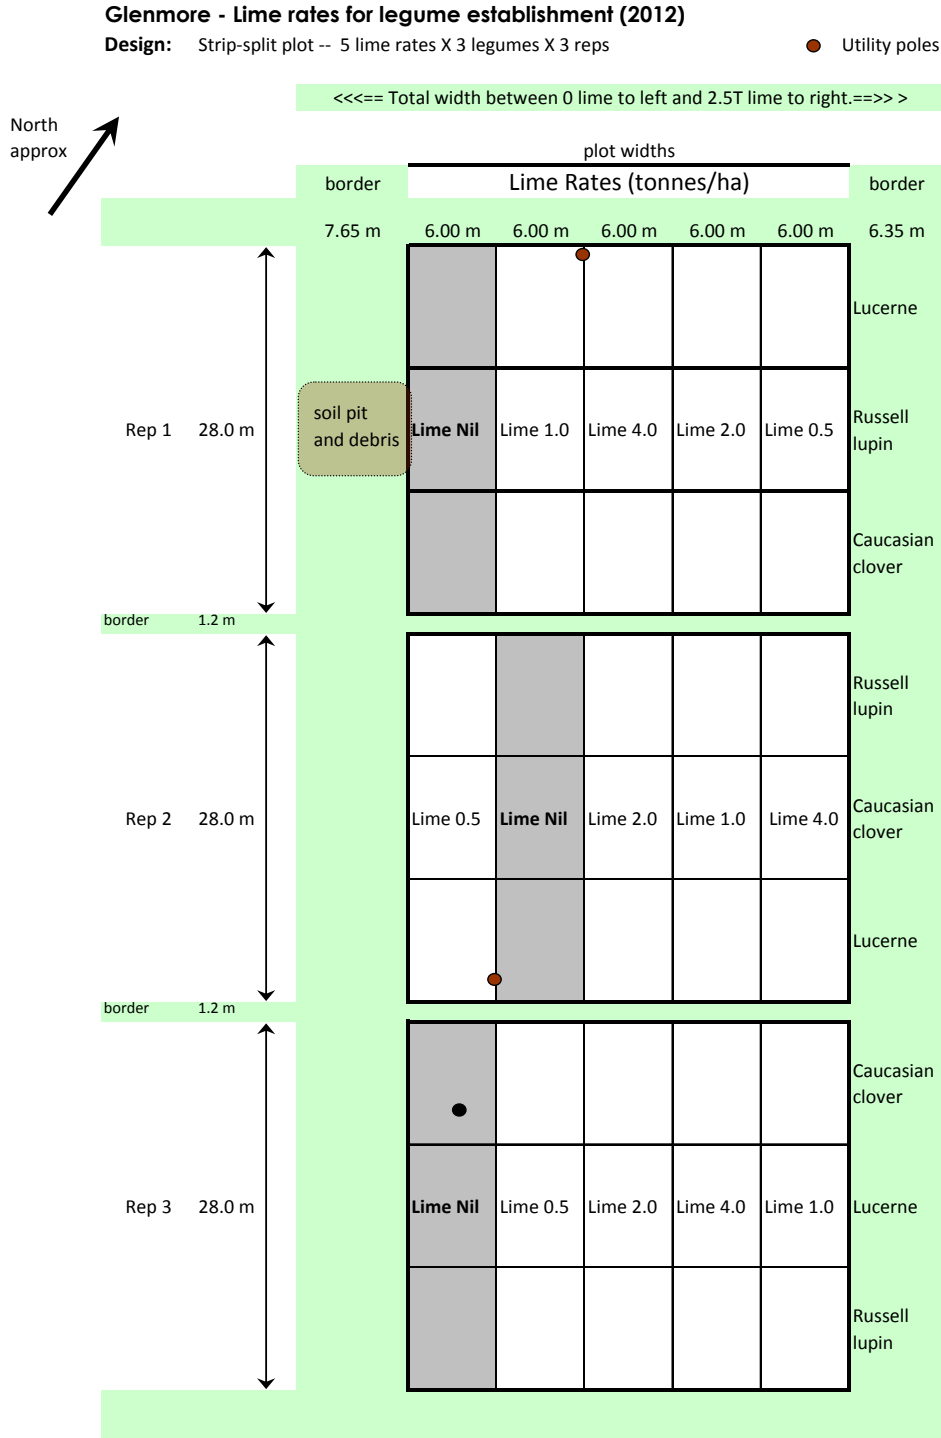 Glenmore - Lime rates for legume establishment (2012)
Design: Strip-split plot -- 5 lime rates X 3 legumes X 3 reps
Utility poles
<<<== Total width between 0 lime to left and 2.5T lime to right.==>> >
North
approx
plot widths
border Lime Rates (tonnes/ha) border
7.65 m 6.00 m 6.00 m 6.00 m 6.00 m 6.00 m 6.35 m
Lucerne
Rep 1 28.0 m
soil pit
and debris
Lime Nil Lime 1.0 Lime 4.0 Lime 2.0 Lime 0.5
Russell
lupin
Caucasian
clover
border 1.2 m
Russell
lupin
Rep 2 28.0 m Lime 0.5 Lime Nil Lime 2.0 Lime 1.0 Lime 4.0
Caucasian
clover
Lucerne
border 1.2 m
Caucasian
clover
Rep 3 28.0 m Lime Nil Lime 0.5 Lime 2.0 Lime 4.0 Lime 1.0 Lucerne
Russell
lupin